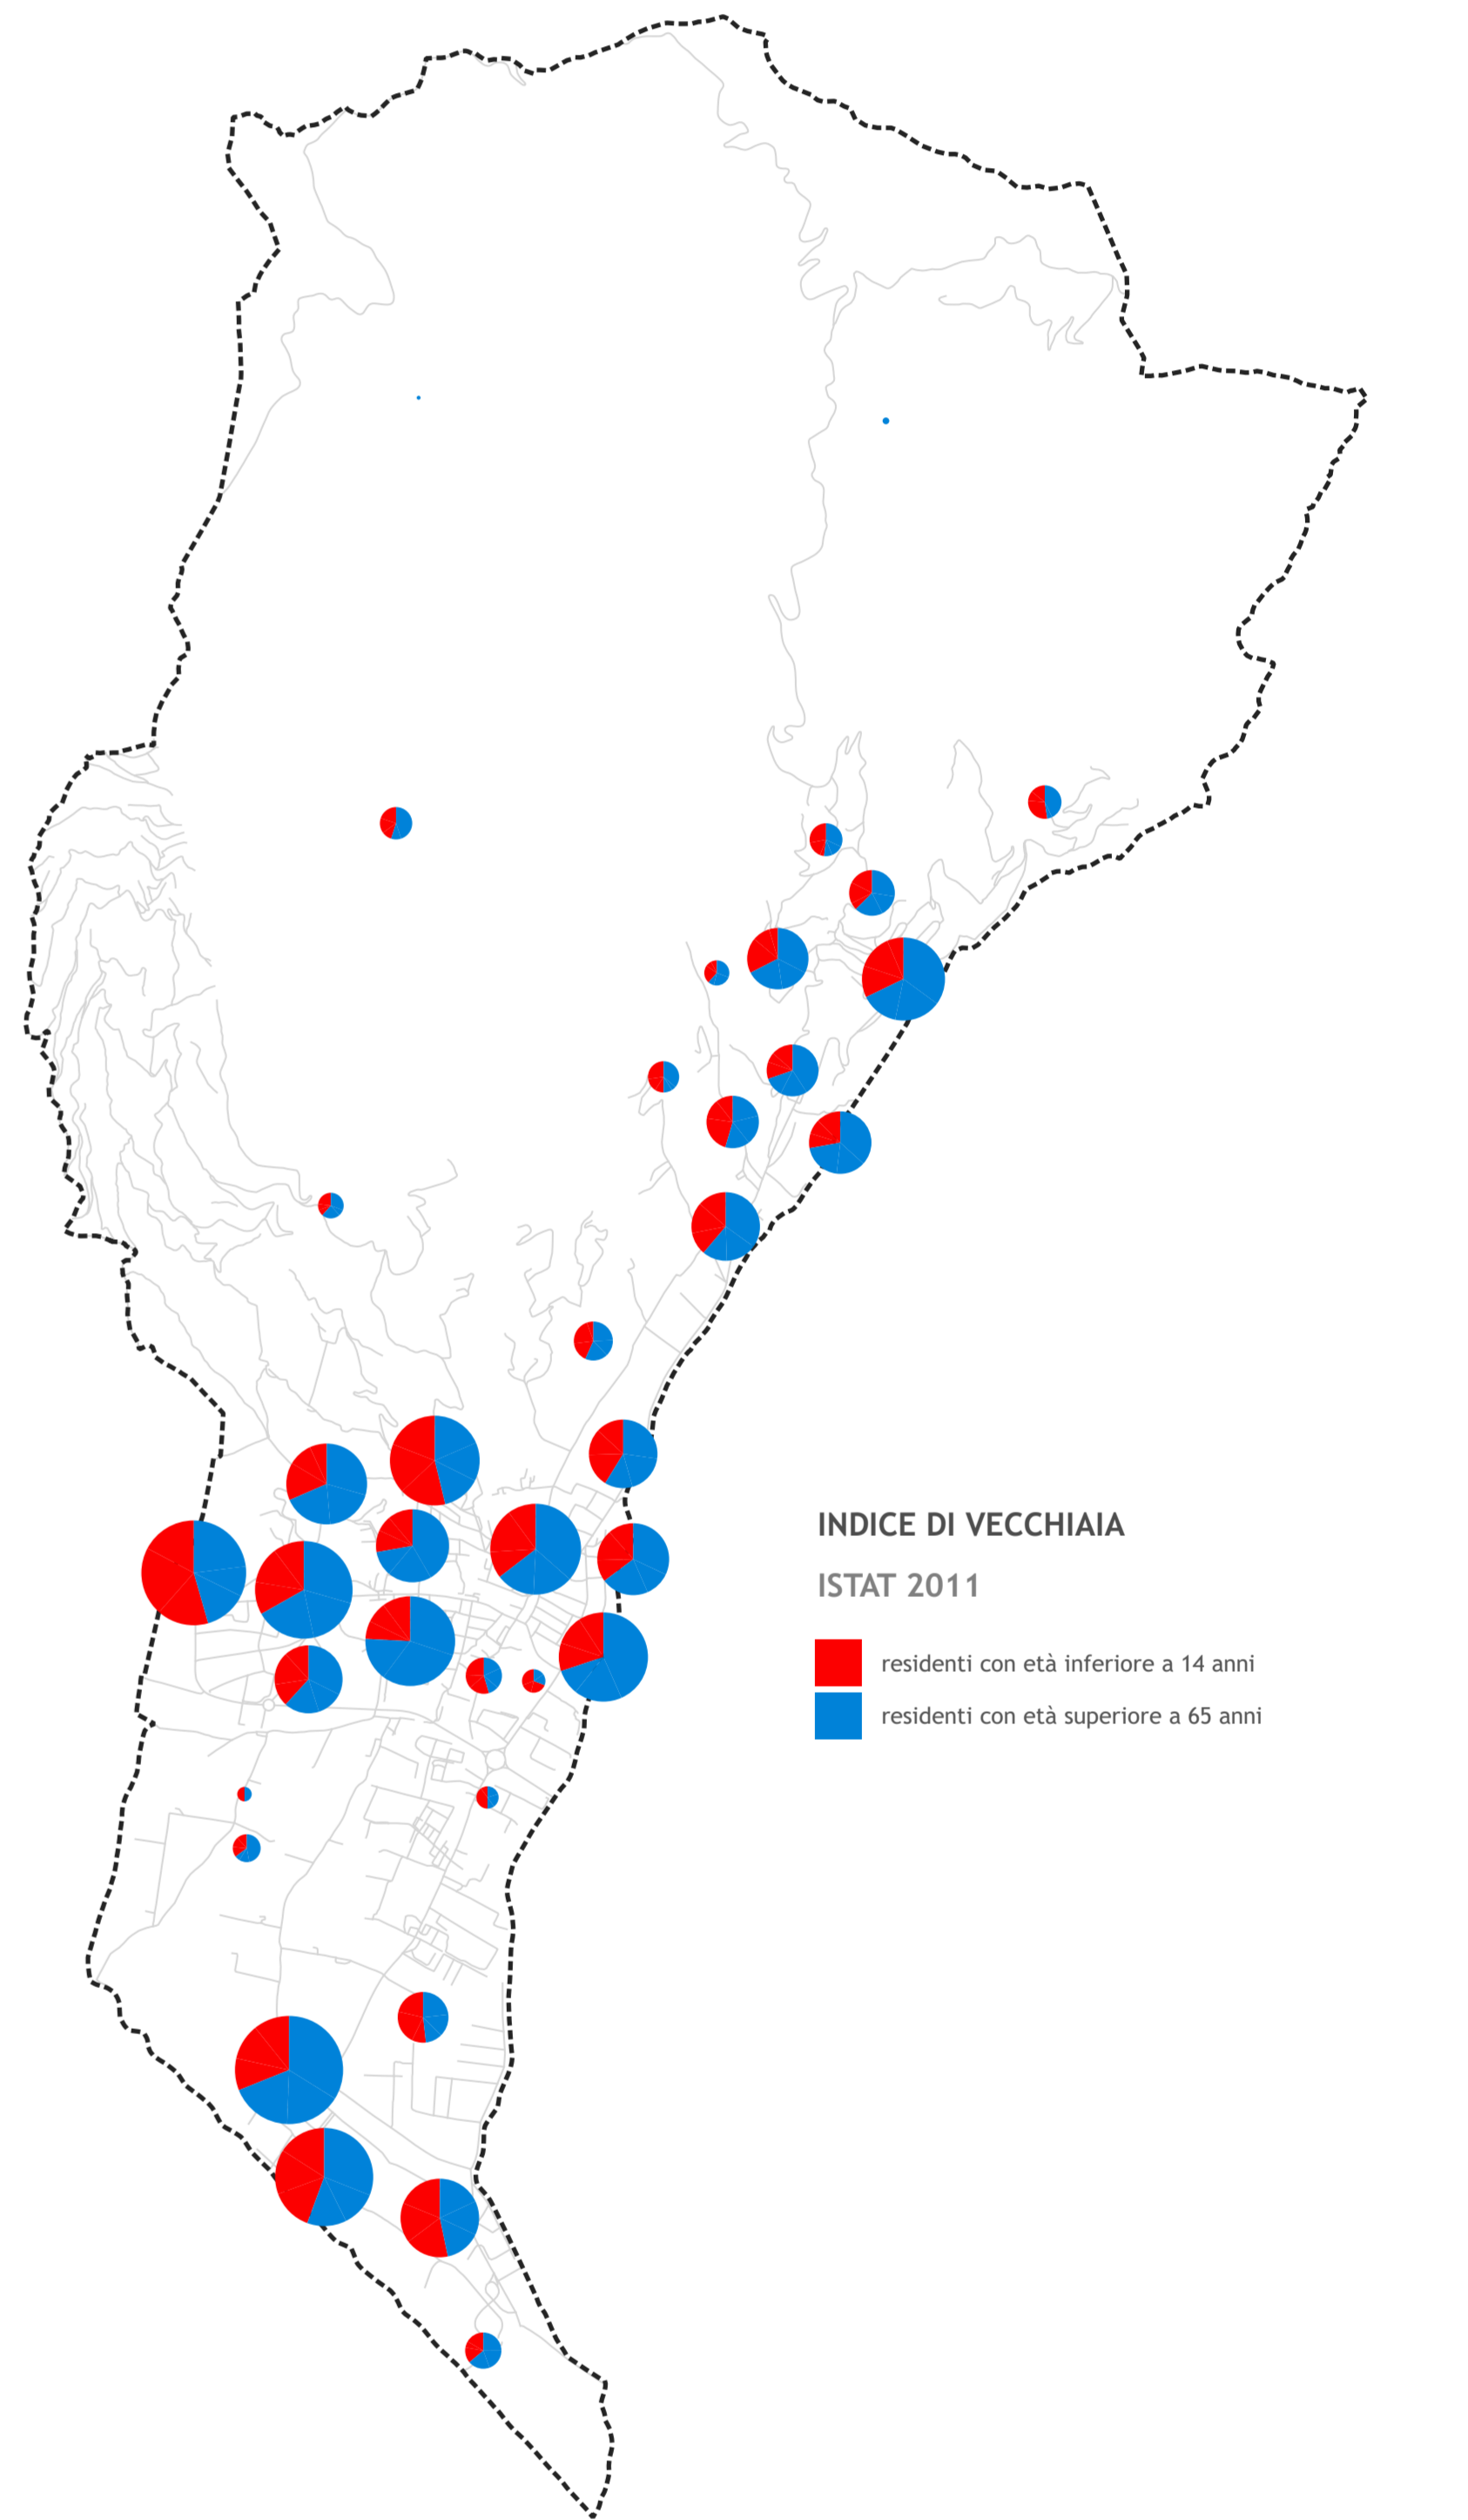 INDICE DI VECCHIAIA
ISTAT 2011
residenti con età inferiore a 14 anni
residenti con età superiore a 65 anni